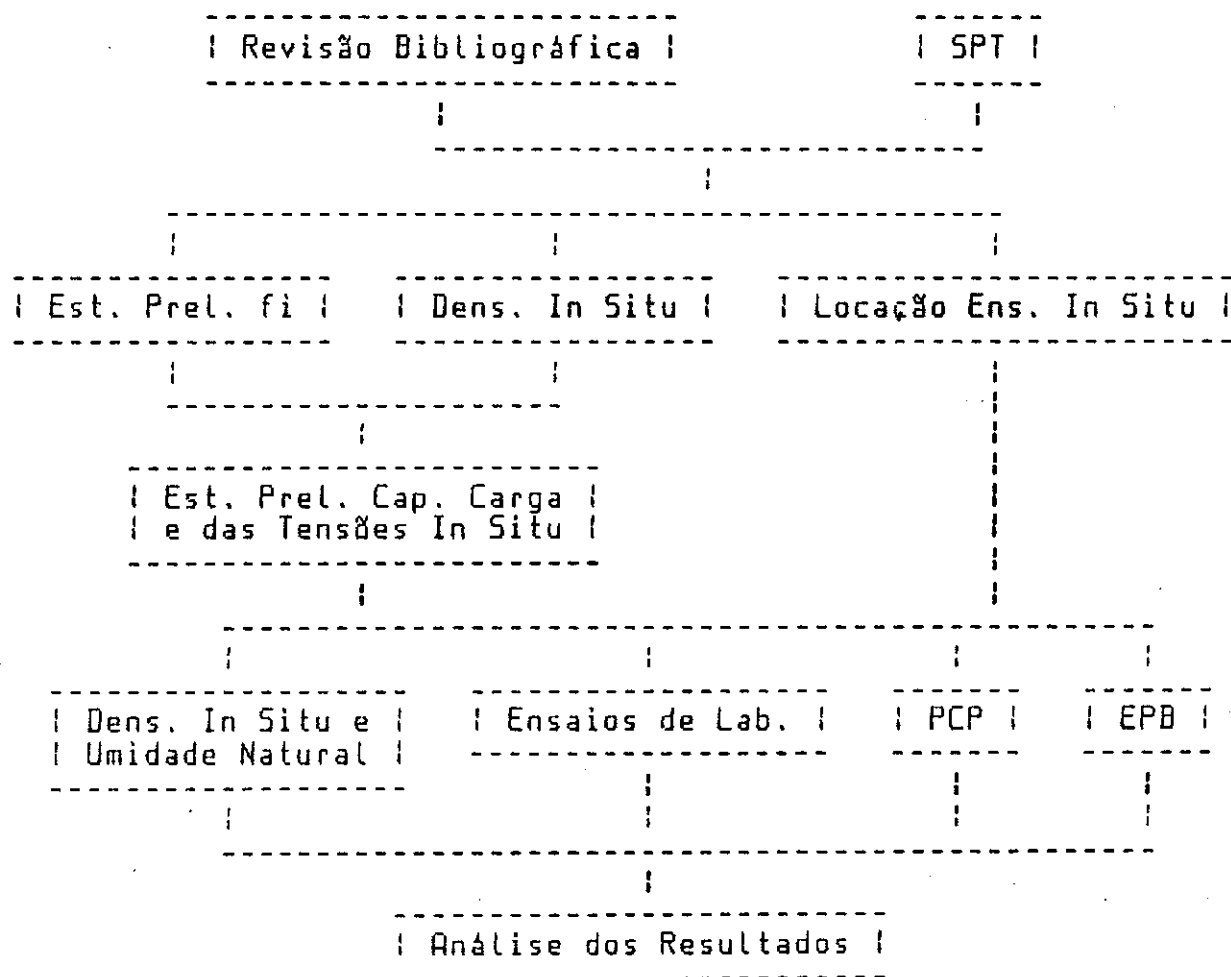 Revisão Bibliográfica SPT
Est. Prel. fi Dens. In Situ Locação Ens. In Situ
Est. Prel. Cap. Carga
e das Tensões In Situ
Dens. In Situ e Ensaios de Lab. PCP EPB
Umidade Natural
Análise dos Resultados